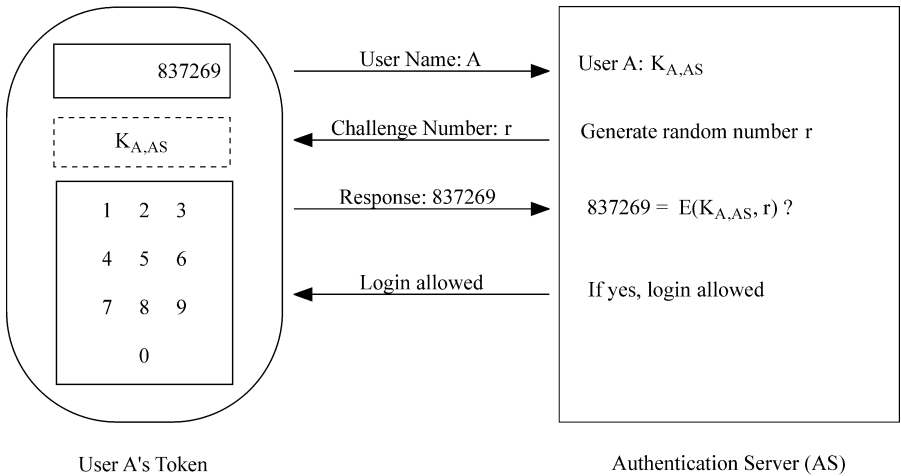 837269
K_A,AS
1 2 3
4 5 6
7 8 9
0
User A's Token
User Name: A
Challenge Number: r
Response: 837269
Login allowed
User A: K_A,AS
Generate random number r
837269 = E(K_A,AS, r) ?
If yes, login allowed
Authentication Server (AS)